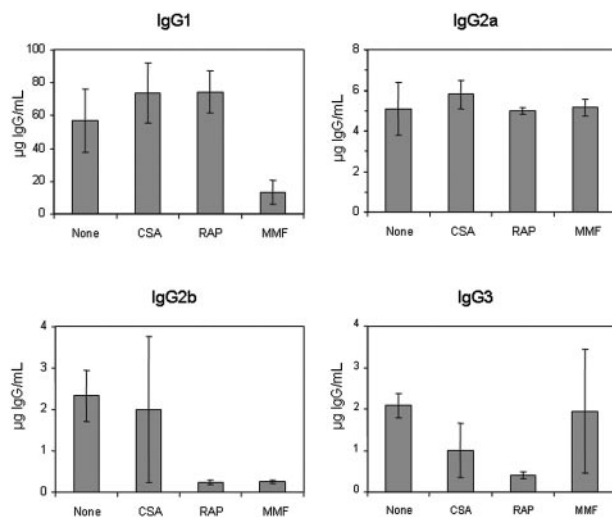 IgG1
100
80
60
40
20
0
µg IgG/mL
None CSA RAP MMF
IgG2a
8
6
4
2
0
µg IgG/mL
None CSA RAP MMF
IgG2b
4
3
2
1
0
µg IgG/mL
None CSA RAP MMF
IgG3
4
3
2
1
0
µg IgG/mL
None CSA RAP MMF